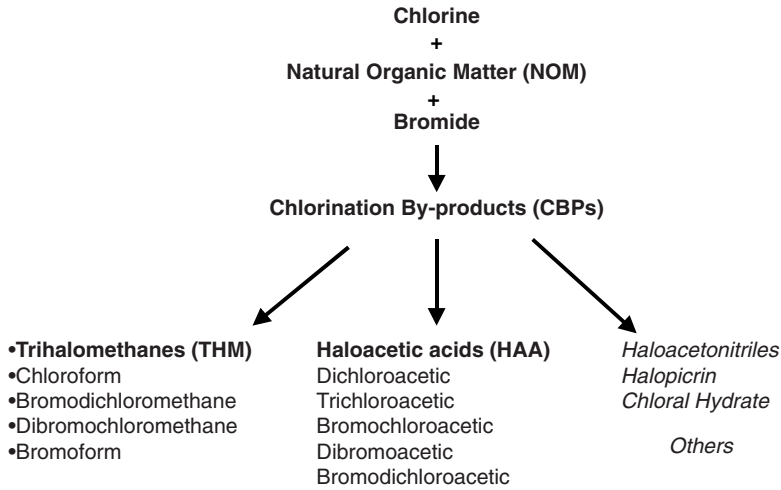 Chlorine
+
Natural Organic Matter (NOM)
+
Bromide
Chlorination By-products (CBPs)
•Trihalomethanes (THM)
•Chloroform
•Bromodichloromethane
•Dibromochloromethane
•Bromoform
Haloacetic acids (HAA)
Dichloroacetic
Trichloroacetic
Bromochloroacetic
Dibromoacetic
Bromodichloroacetic
Haloacetonitriles
Halopicrin
Chloral Hydrate
Others